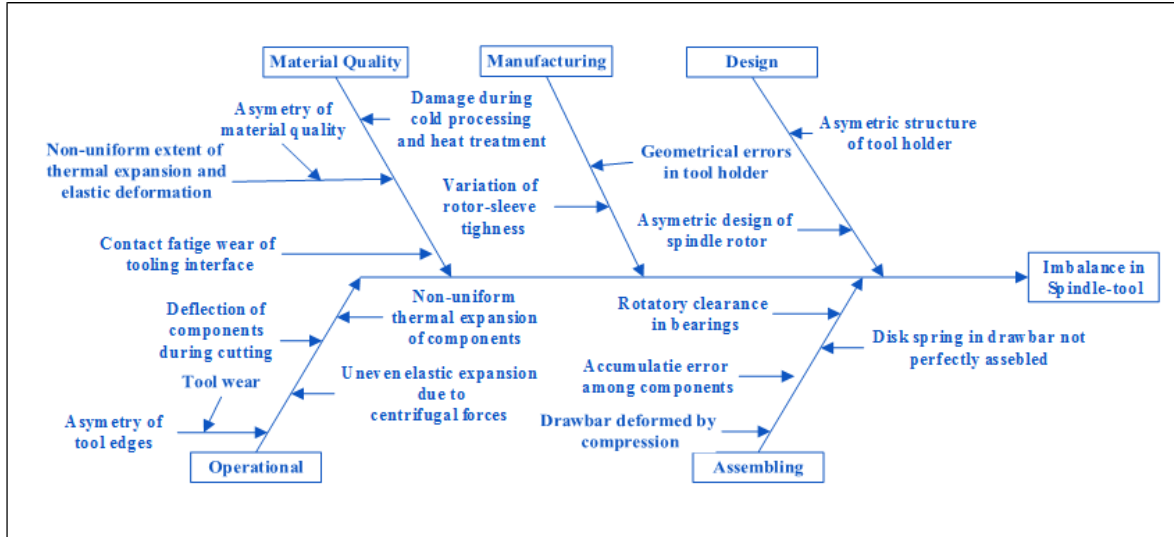 Material Quality
Manufacturing
Design
Asymetry of
material quality
Damage during
cold processing
and heat treatment
Non-uniform extent of
thermal expansion and
elastic deformation
Contact fatige wear of
tooling interface
Geometrical errors
in tool holder
Variation of
rotor-sleeve
tighness
Asymetric structure
of tool holder
Asymetric design of
spindle rotor
Imbalance in
Spindle-tool
Non-uniform
thermal expansion
of components
Deflection of
components
during cutting
Tool wear
Uneven elastic expansion
due to
centrifugal forces
Asymetry of
tool edges
Operational
Rotatory clearance
in bearings
Disk spring in drawbar not
perfectly assebled
Accumulatie error
among components
Drawbar deformed by
compression
Assembling